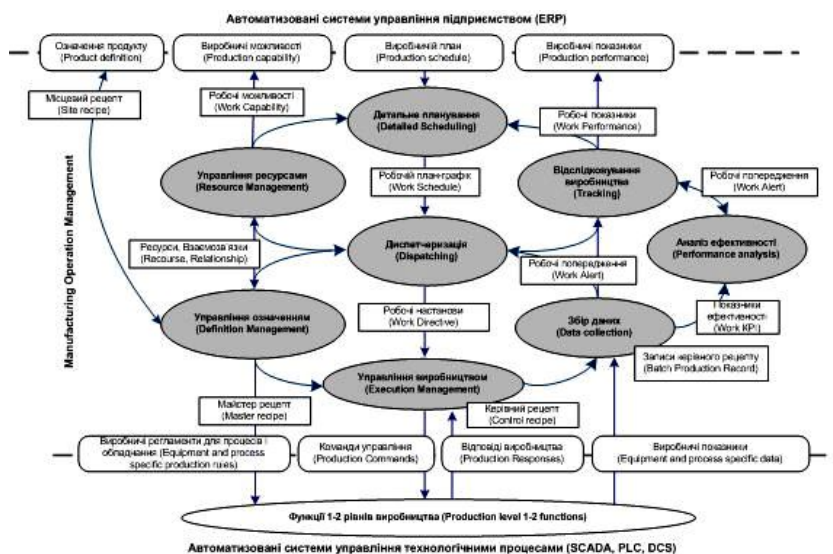 Автоматизовані системи управління підприємством (ERP)
Означення продукту
(Product definition)
Виробничі можливості
(Production capability)
Виробничій план
(Production schedule)
Виробничі показники
(Production performance)
Місцевий рецепт
(Site recipe)
Робочі можливості
(Work Capability)
Детальне планування
(Detailed Scheduling)
Робочі показники
(Work Performance)
Управління ресурсами
(Resource Management)
Робочій план-графік
(Work Schedule)
Відслідковування
виробництва
(Tracking)
Робочі попередження
(Work Alert)
Manufacturing Operation Management
Ресурси, Взаємозв'язки
(Recourse, Relationship)
Диспетчеризація
(Dispatching)
Робочі попередження
(Work Alert)
Аналіз ефективності
(Performance analysis)
Управління означенням
(Definition Management)
Робочі настанови
(Work Directive)
Збір даних
(Data collection)
Показники
ефективності
(Work KPI)
Управління виробництвом
(Execution Management)
Записи керівного рецепту
(Batch Production Record)
Майстер рецепт
(Master recipe)
Керівний рецепт
(Control recipe)
Виробничі регламенти для процесів і
обладнання (Equipment and process
specific production rules)
Команди управління
(Production Commands)
Відповіді виробництва
(Production Responses)
Виробничі показники
(Equipment and process specific data)
Функції 1-2 рівнів виробництва (Production level 1-2 functions)
Автоматизовані системи управління технологічними процесами (SCADA, PLC, DCS)